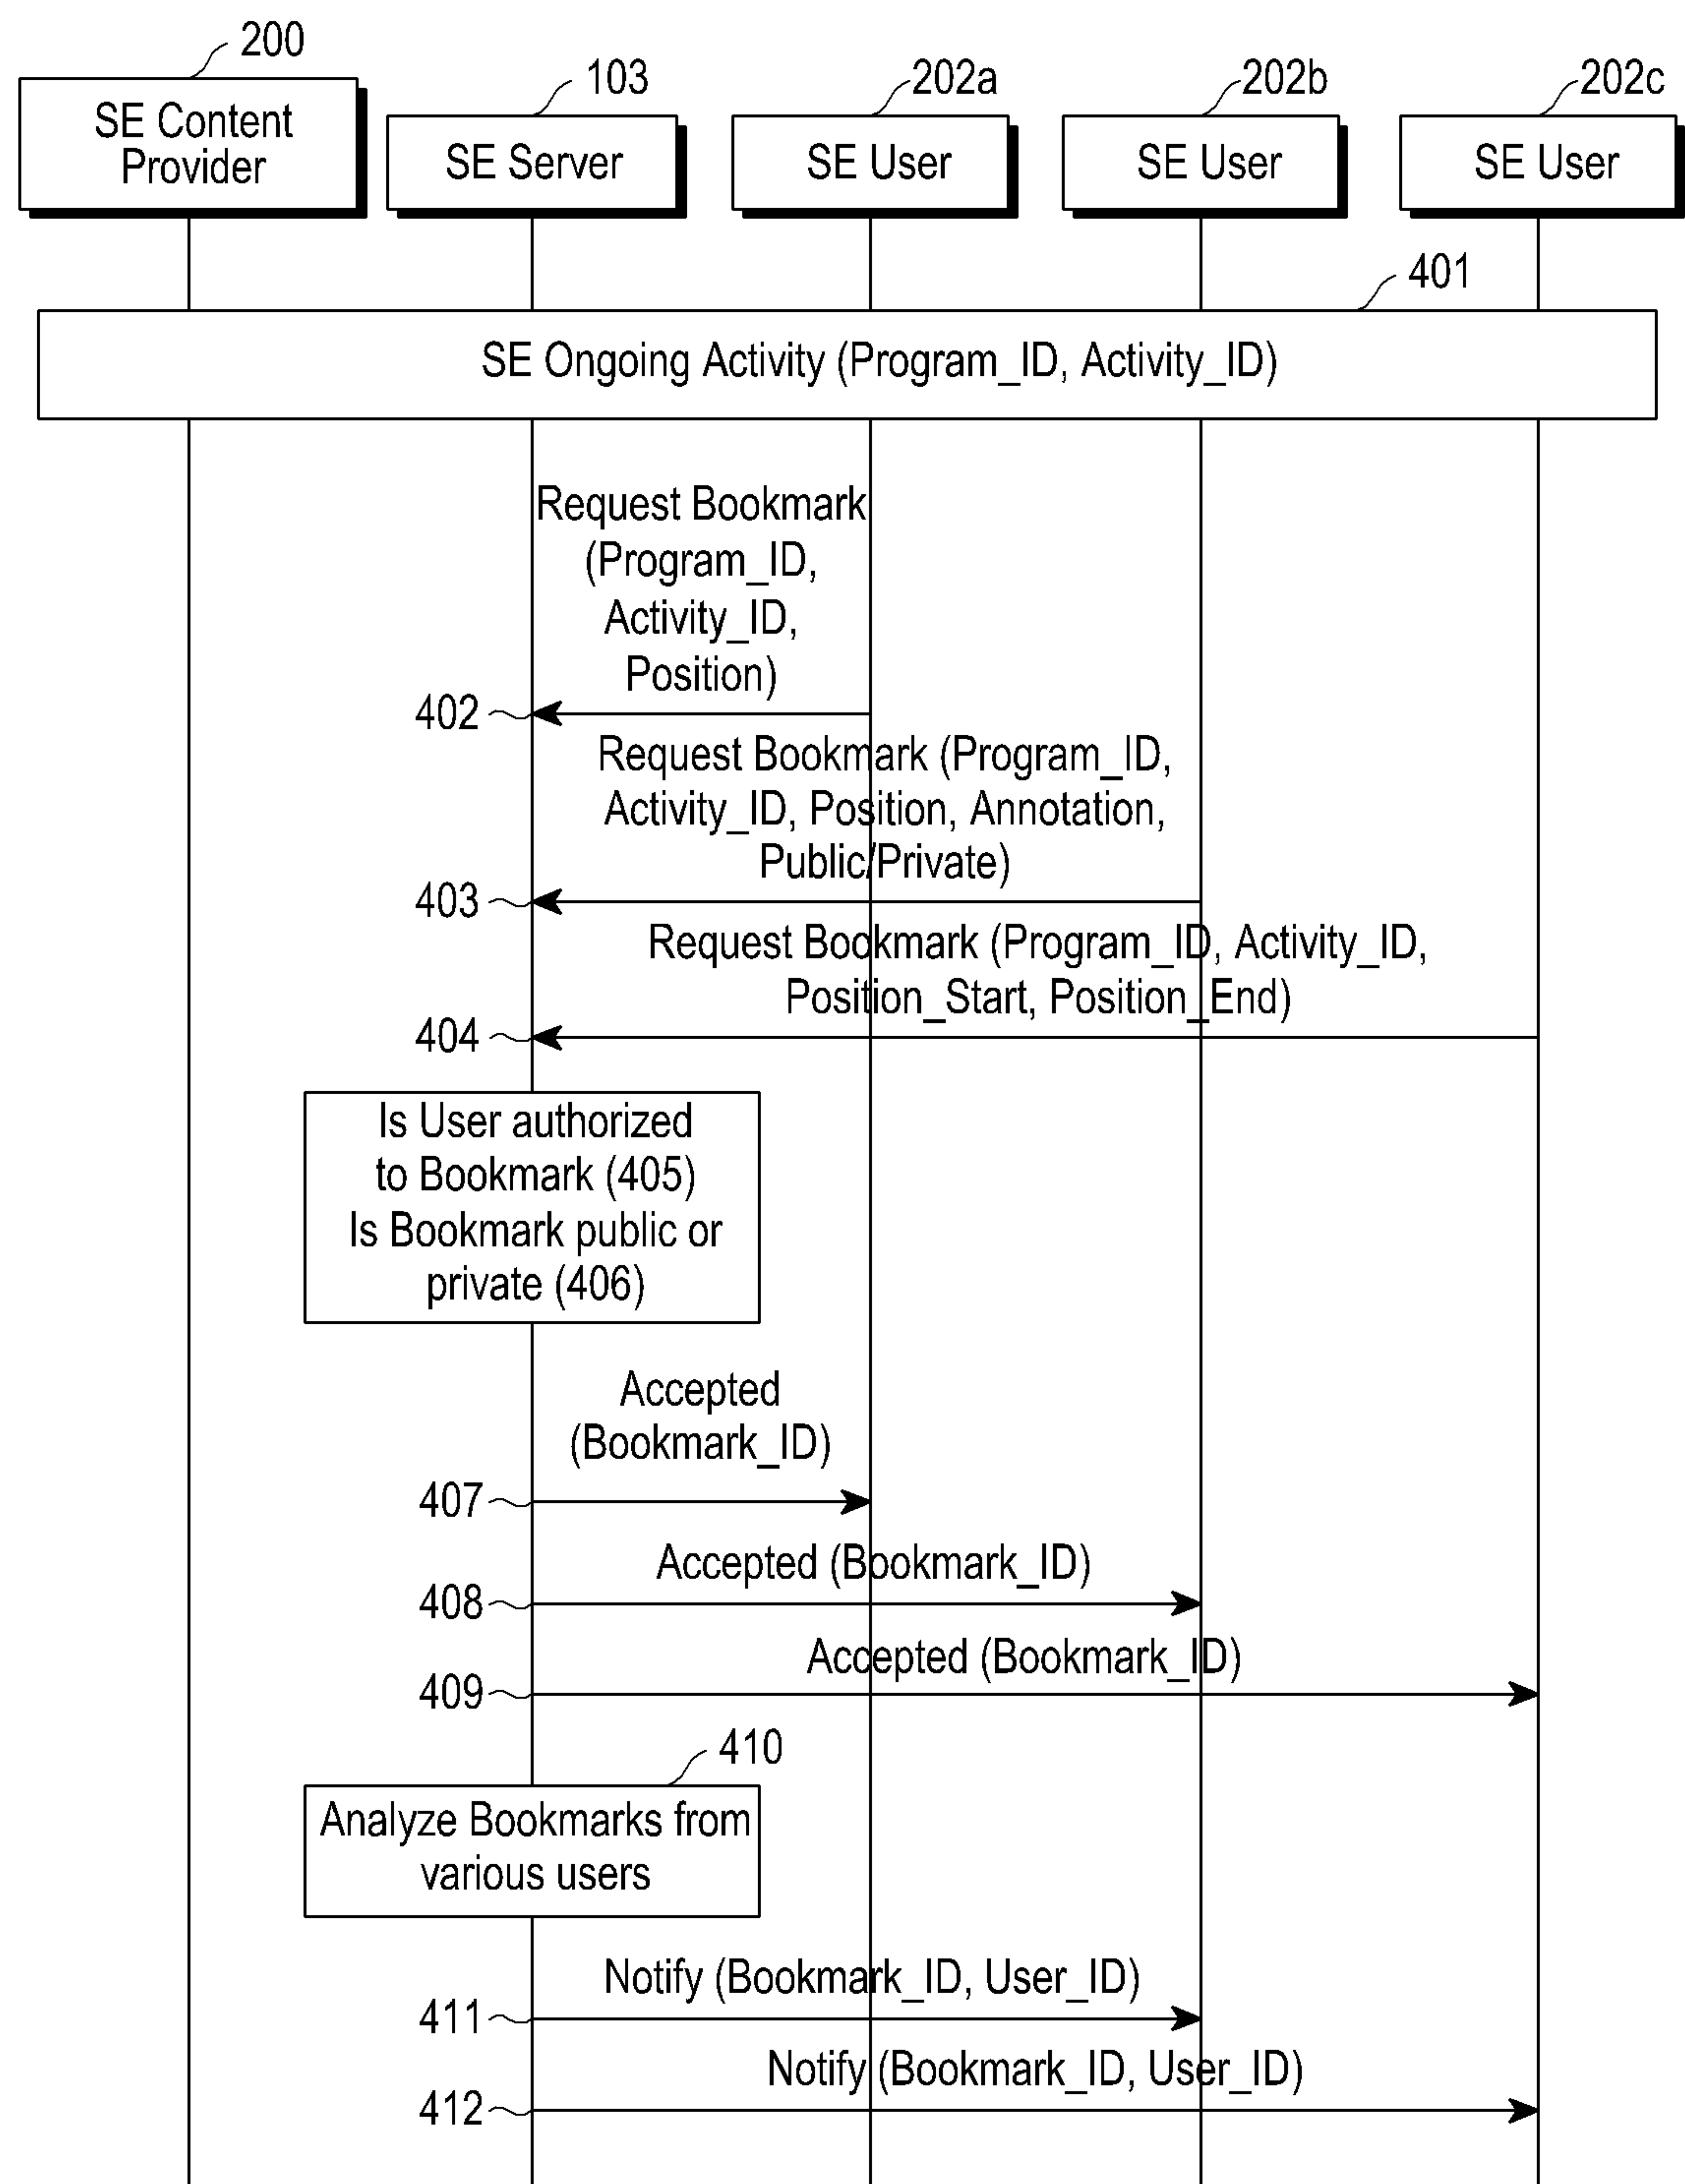 200
SE Content
Provider
103
SE Server
202a
SE User
202b
SE User
202c
SE User
401
SE Ongoing Activity (Program_ID, Activity_ID)
Request Bookmark
(Program_ID,
Activity_ID,
Position)
402
Request Bookmark (Program_ID,
Activity_ID, Position, Annotation,
Public/Private)
403
Request Bookmark (Program_ID, Activity_ID,
Position_Start, Position_End)
404
Is User authorized
to Bookmark (405)
Is Bookmark public or
private (406)
Accepted
(Bookmark_ID)
407
Accepted (Bookmark_ID)
408
Accepted (Bookmark_ID)
409
410
Analyze Bookmarks from
various users
Notify (Bookmark_ID, User_ID)
411
Notify (Bookmark_ID, User_ID)
412